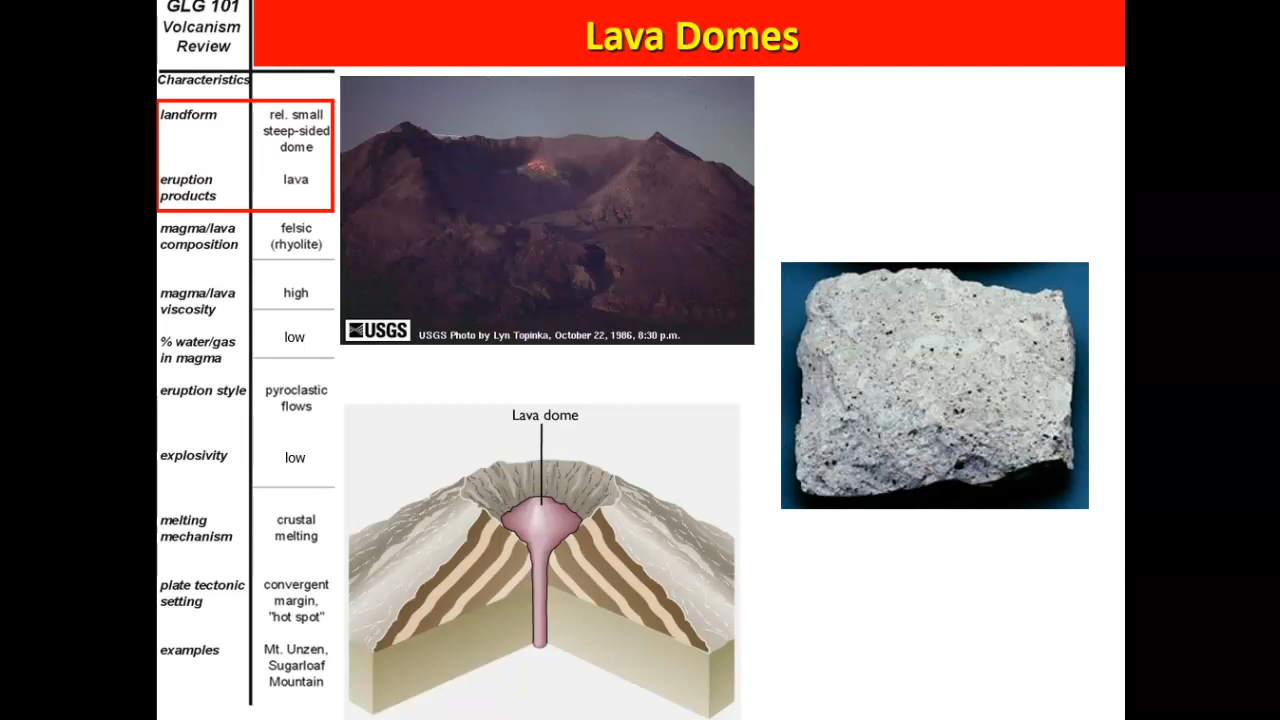 GLG 101
Volcanism
Review
Lava Domes
Characteristics
landform
rel. small
steep-sided
dome
eruption
products
lava
magma/lava
composition
felsic
(rhyolite)
magma/lava
viscosity
high
% water/gas
in magma
low
eruption style
pyroclastic
flows
explosivity
low
melting
mechanism
crustal
melting
plate tectonic
setting
convergent
margin,
"hot spot"
examples
Mt. Unzen,
Sugarloaf
Mountain
USGS
USGS Photo by Lyn Topinka, October 22, 1986, 8:30 p.m.
Lava dome